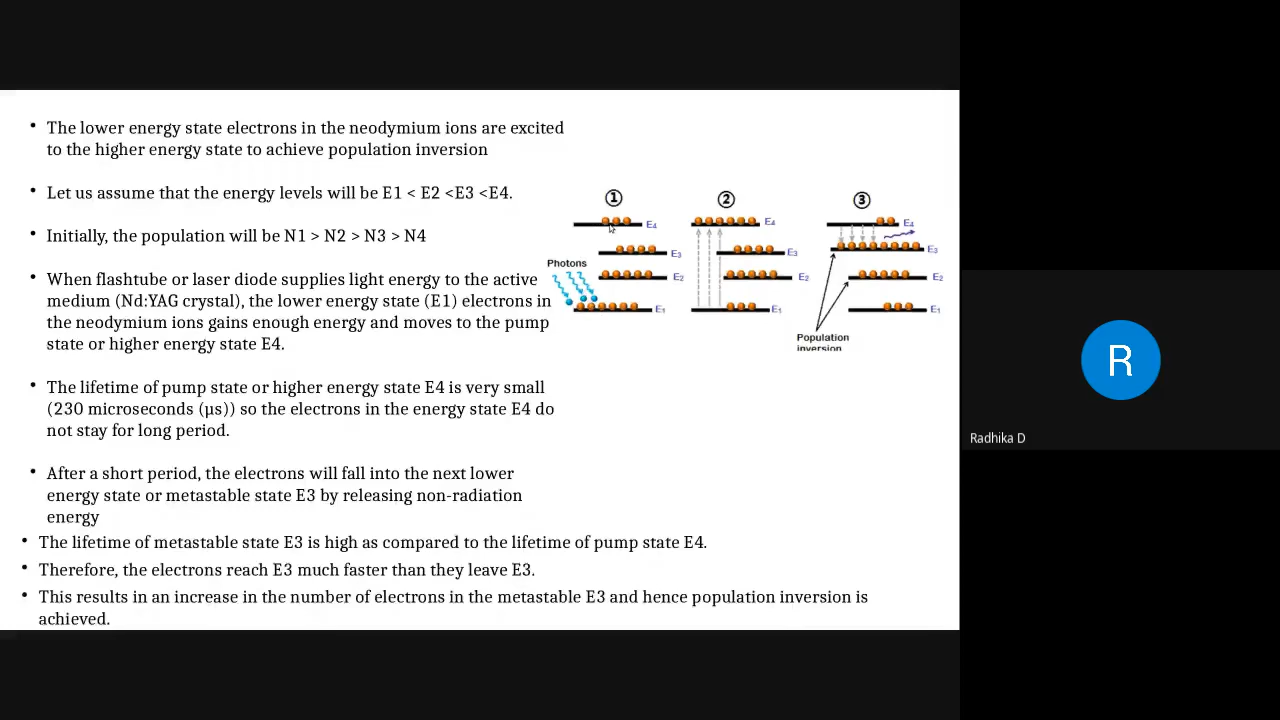 • The lower energy state electrons in the neodymium ions are excited
to the higher energy state to achieve population inversion
• Let us assume that the energy levels will be E1 < E2 <E3 <E4.
• Initially, the population will be N1 > N2 > N3 > N4
• When flashtube or laser diode supplies light energy to the active
medium (Nd:YAG crystal), the lower energy state (E1) electrons in
the neodymium ions gains enough energy and moves to the pump
state or higher energy state E4.
• The lifetime of pump state or higher energy state E4 is very small
(230 microseconds (µs)) so the electrons in the energy state E4 do
not stay for long period.
• After a short period, the electrons will fall into the next lower
energy state or metastable state E3 by releasing non-radiation
energy
• The lifetime of metastable state E3 is high as compared to the lifetime of pump state E4.
• Therefore, the electrons reach E3 much faster than they leave E3.
• This results in an increase in the number of electrons in the metastable E3 and hence population inversion is
achieved.
① ② ③
E4 E4 E4
E3 E3 E3
Photons
E2 E2 E2
E1 E1 E1
Population
inversion
R
Radhika D